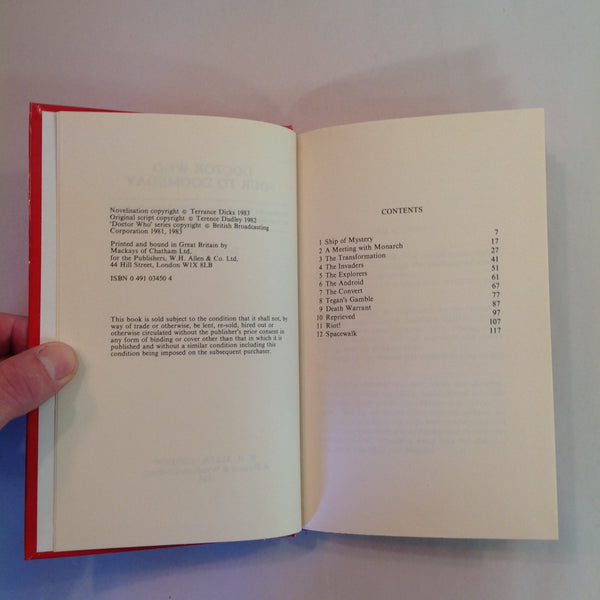 Novelisation copyright © Terrance Dicks 1983
Original script copyright © Terence Dudley 1982
'Doctor Who' series copyright © British Broadcasting
Corporation 1981, 1983
Printed and bound in Great Britain by
Mackays of Chatham Ltd,
for the Publishers, W.H. Allen & Co. Ltd,
44 Hill Street, London W1X 8LB
ISBN 0 491 03450 4
This book is sold subject to the condition that it shall not, by
way of trade or otherwise, be lent, re-sold, hired out or
otherwise circulated without the publisher's prior consent in
any form of binding or cover other than that in which it is
published and without a similar condition including this
condition being imposed on the subsequent purchaser.
CONTENTS
1 Ship of Mystery 7
2 A Meeting with Monarch 17
3 The Transformation 27
4 The Invaders 41
5 The Explorers 51
6 The Android 61
7 The Convert 67
8 Tegan's Gamble 77
9 Death Warrant 87
10 Reprieved 97
11 Riot! 107
12 Spacewalk 117